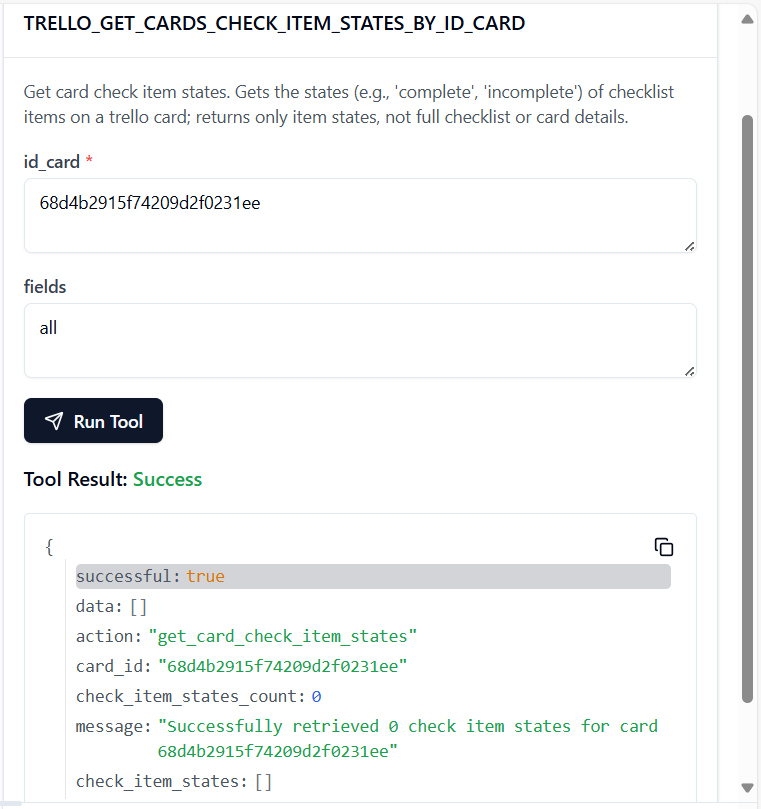 TRELLO_GET_CARDS_CHECK_ITEM_STATES_BY_ID_CARD
Get card check item states. Gets the states (e.g., 'complete', 'incomplete') of checklist
items on a trello card; returns only item states, not full checklist or card details.
id_card *
68d4b2915f74209d2f0231ee
fields
all
Run Tool
Tool Result: Success
{
successful: true
data: []
action: "get_card_check_item_states"
card_id: "68d4b2915f74209d2f0231ee"
check_item_states_count: 0
message: "Successfully retrieved 0 check item states for card
68d4b2915f74209d2f0231ee"
check_item_states: []